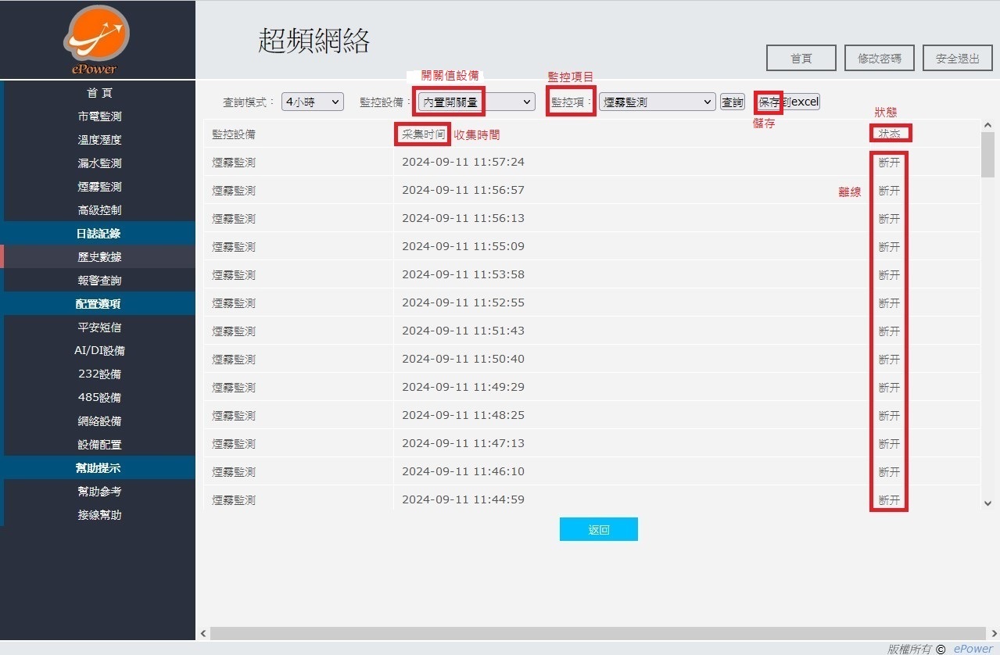 ePower
超頻網絡
首頁
修改密碼
安全退出
首 頁
市電監測
溫度溼度
漏水監測
煙霧監測
高級控制
日誌記錄
歷史數據
報警查詢
配置選項
平安短信
AI/DI設備
232設備
485設備
網絡設備
設備配置
幫助提示
幫助參考
接線幫助
開關值設備
監控項目
查詢模式： 4小時 監控設備： 內置開關量 監控項： 煙霧監測 查詢 保存到excel
儲存
狀態
監控設備 采集时间 收集時間 状态
煙霧監測 2024-09-11 11:57:24 断开
煙霧監測 2024-09-11 11:56:57 離線 断开
煙霧監測 2024-09-11 11:56:13 断开
煙霧監測 2024-09-11 11:55:09 断开
煙霧監測 2024-09-11 11:53:58 断开
煙霧監測 2024-09-11 11:52:55 断开
煙霧監測 2024-09-11 11:51:43 断开
煙霧監測 2024-09-11 11:50:40 断开
煙霧監測 2024-09-11 11:49:29 断开
煙霧監測 2024-09-11 11:48:25 断开
煙霧監測 2024-09-11 11:47:13 断开
煙霧監測 2024-09-11 11:46:10 断开
煙霧監測 2024-09-11 11:44:59 断开
返回
版權所有 © ePower